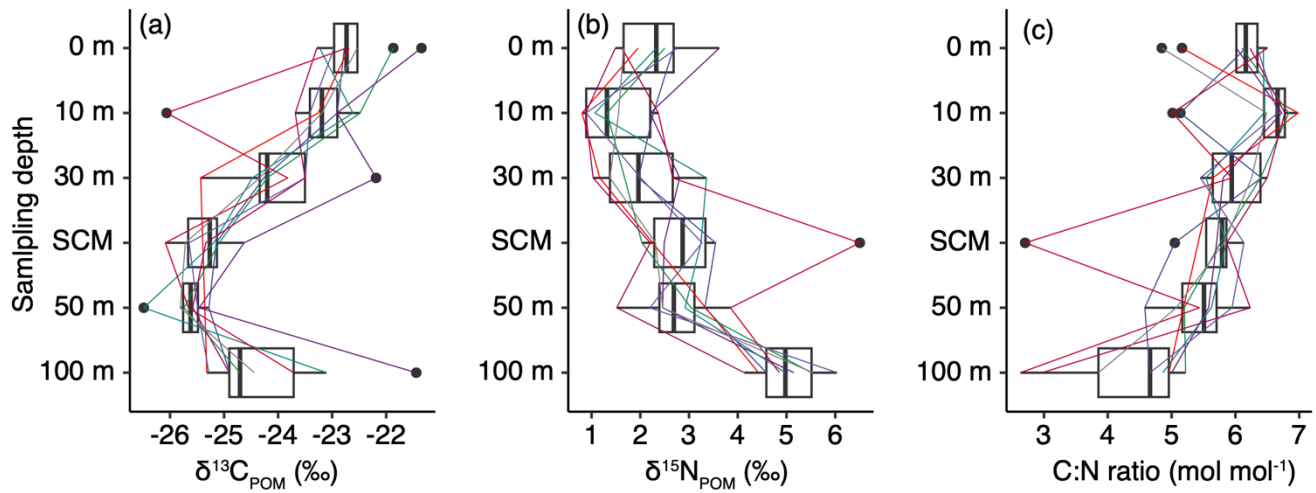 (a)
(b)
(c)
Sampling depth
0 m
10 m
30 m
SCM
50 m
100 m
-26 -25 -24 -23 -22
δ¹³C_POM (‰)
0 m
10 m
30 m
SCM
50 m
100 m
1 2 3 4 5 6
δ¹⁵N_POM (‰)
0 m
10 m
30 m
SCM
50 m
100 m
3 4 5 6 7
C:N ratio (mol mol⁻¹)